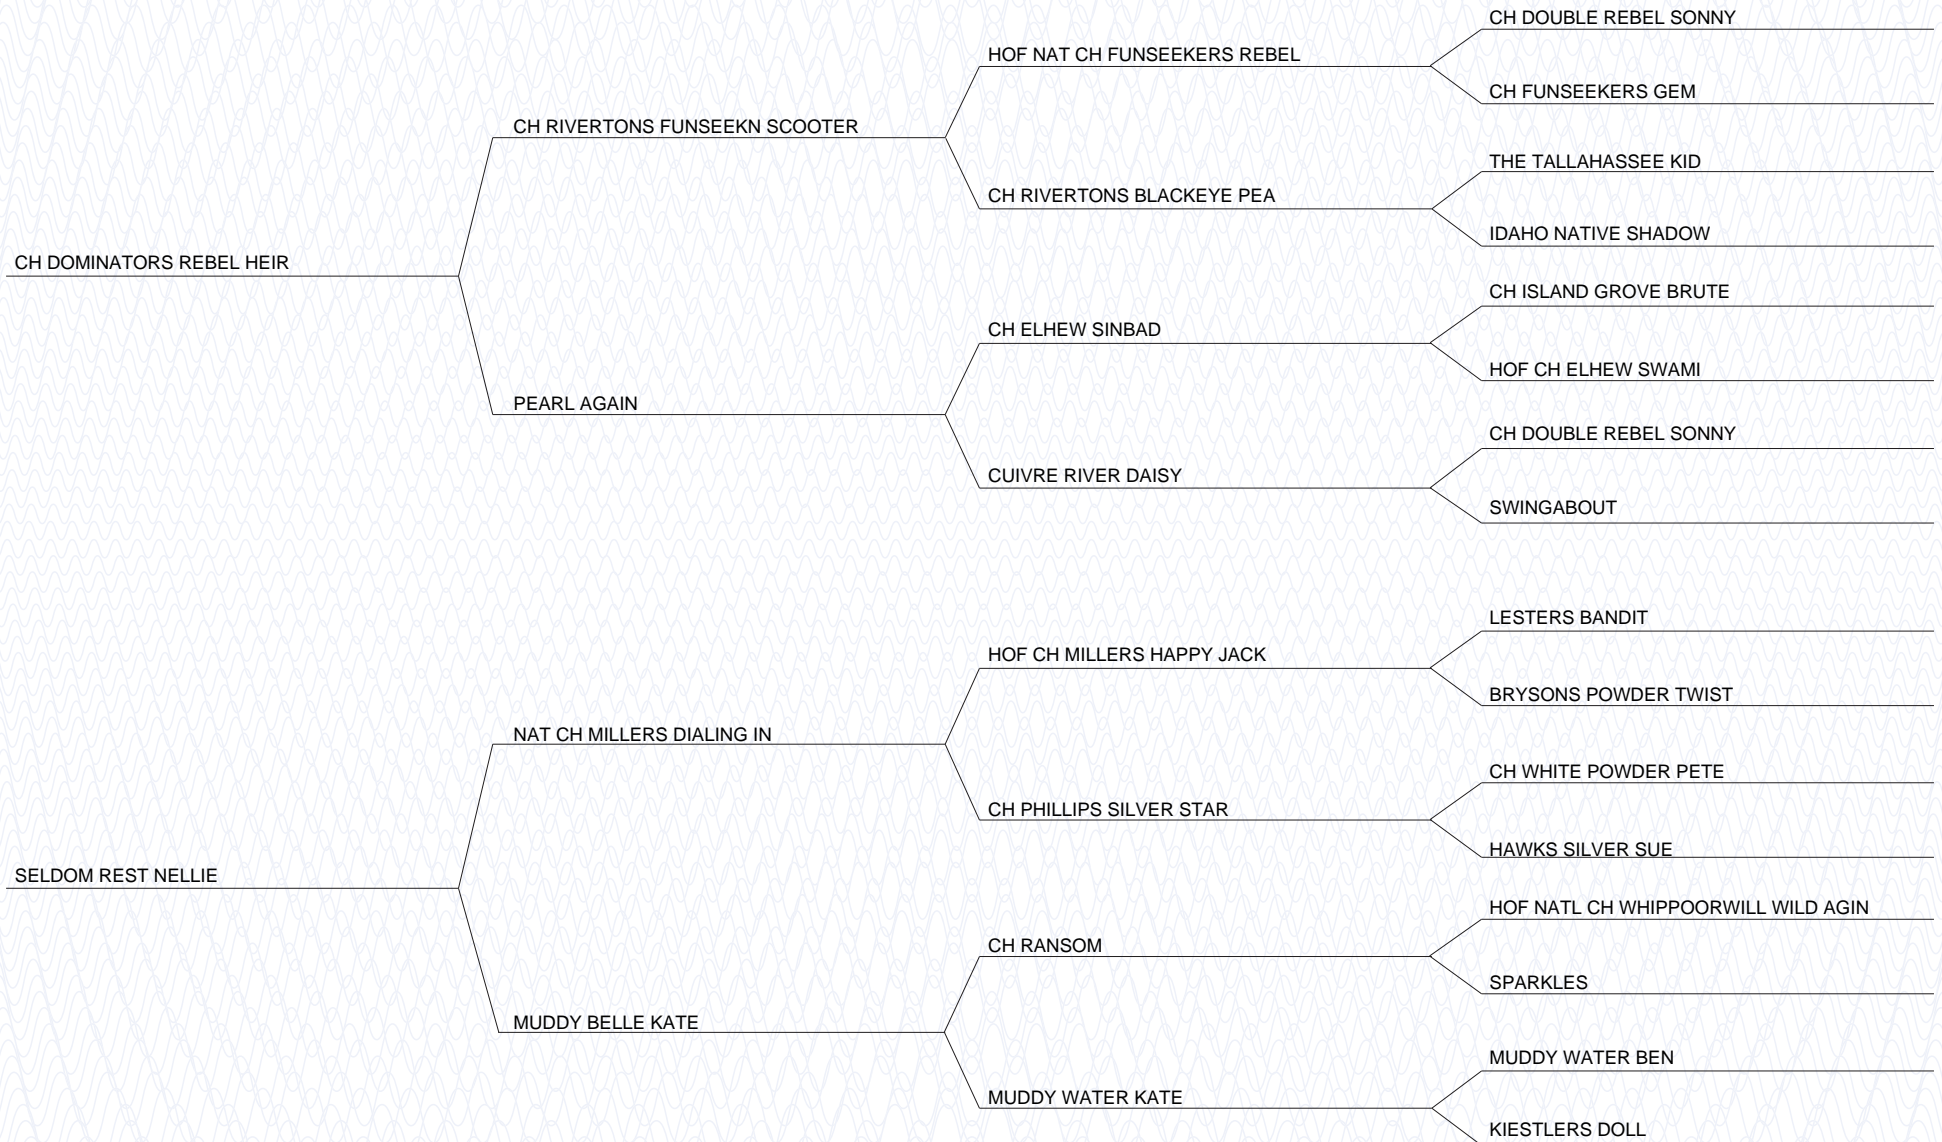 CH DOUBLE REBEL SONNY
HOF NAT CH FUNSEEKERS REBEL
CH FUNSEEKERS GEM
CH RIVERTONS FUNSEEKN SCOOTER
THE TALLAHASSEE KID
CH RIVERTONS BLACKEYE PEA
IDAHO NATIVE SHADOW
CH DOMINATORS REBEL HEIR
CH ISLAND GROVE BRUTE
CH ELHEW SINBAD
HOF CH ELHEW SWAMI
PEARL AGAIN
CH DOUBLE REBEL SONNY
CUIVRE RIVER DAISY
SWINGABOUT
LESTERS BANDIT
HOF CH MILLERS HAPPY JACK
BRYSONS POWDER TWIST
NAT CH MILLERS DIALING IN
CH WHITE POWDER PETE
CH PHILLIPS SILVER STAR
HAWKS SILVER SUE
SELDOM REST NELLIE
HOF NATL CH WHIPPOORWILL WILD AGIN
CH RANSOM
SPARKLES
MUDDY BELLE KATE
MUDDY WATER BEN
MUDDY WATER KATE
KIESTLERS DOLL